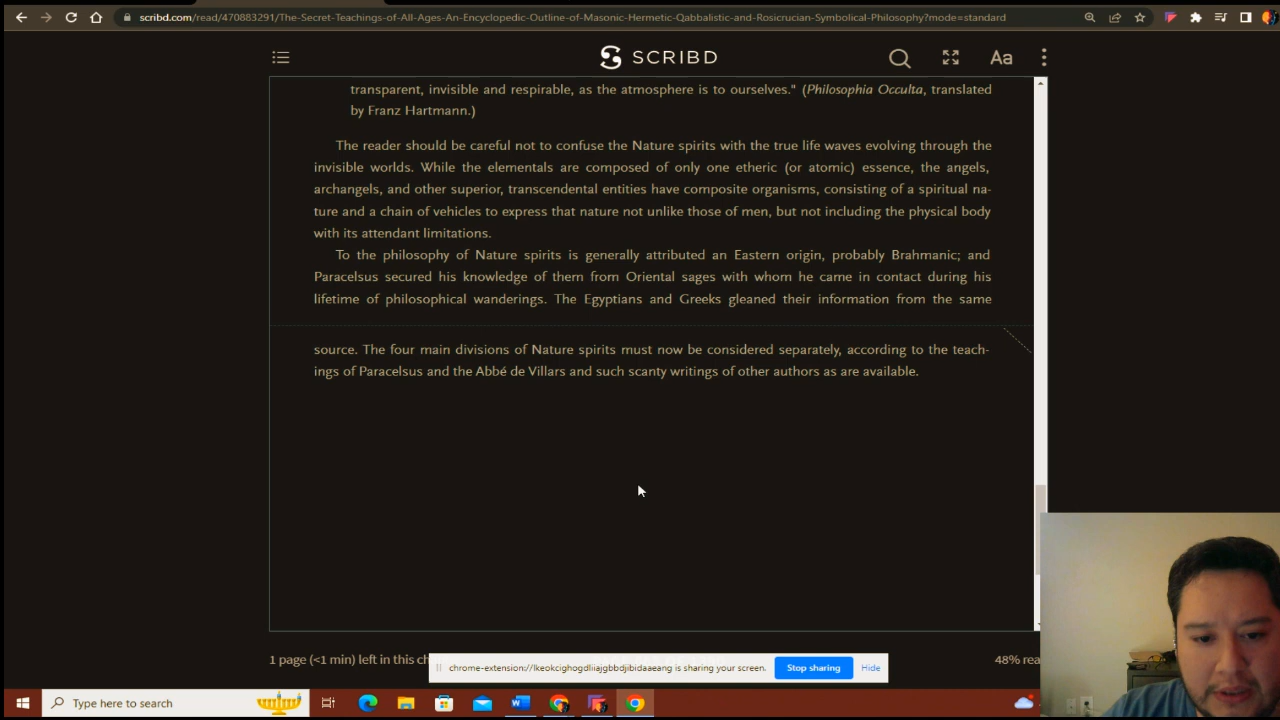 scribd.com/read/470883291/The-Secret-Teachings-of-All-Ages-An-Encyclopedic-Outline-of-Masonic-Hermetic-Qabbalistic-and-Rosicrucian-Symbolical-Philosophy?mode=standard
SCRIBD
Aa
transparent, invisible and respirable, as the atmosphere is to ourselves." (Philosophia Occulta, translated
by Franz Hartmann.)
The reader should be careful not to confuse the Nature spirits with the true life waves evolving through the
invisible worlds. While the elementals are composed of only one etheric (or atomic) essence, the angels,
archangels, and other superior, transcendental entities have composite organisms, consisting of a spiritual na-
ture and a chain of vehicles to express that nature not unlike those of men, but not including the physical body
with its attendant limitations.
To the philosophy of Nature spirits is generally attributed an Eastern origin, probably Brahmanic; and
Paracelsus secured his knowledge of them from Oriental sages with whom he came in contact during his
lifetime of philosophical wanderings. The Egyptians and Greeks gleaned their information from the same
source. The four main divisions of Nature spirits must now be considered separately, according to the teach-
ings of Paracelsus and the Abbé de Villars and such scanty writings of other authors as are available.
1 page (<1 min) left in this ch
48% rea
chrome-extension://lkeokcighogdliiajgbbdjibidaaeang is sharing your screen.
Stop sharing
Hide
Type here to search